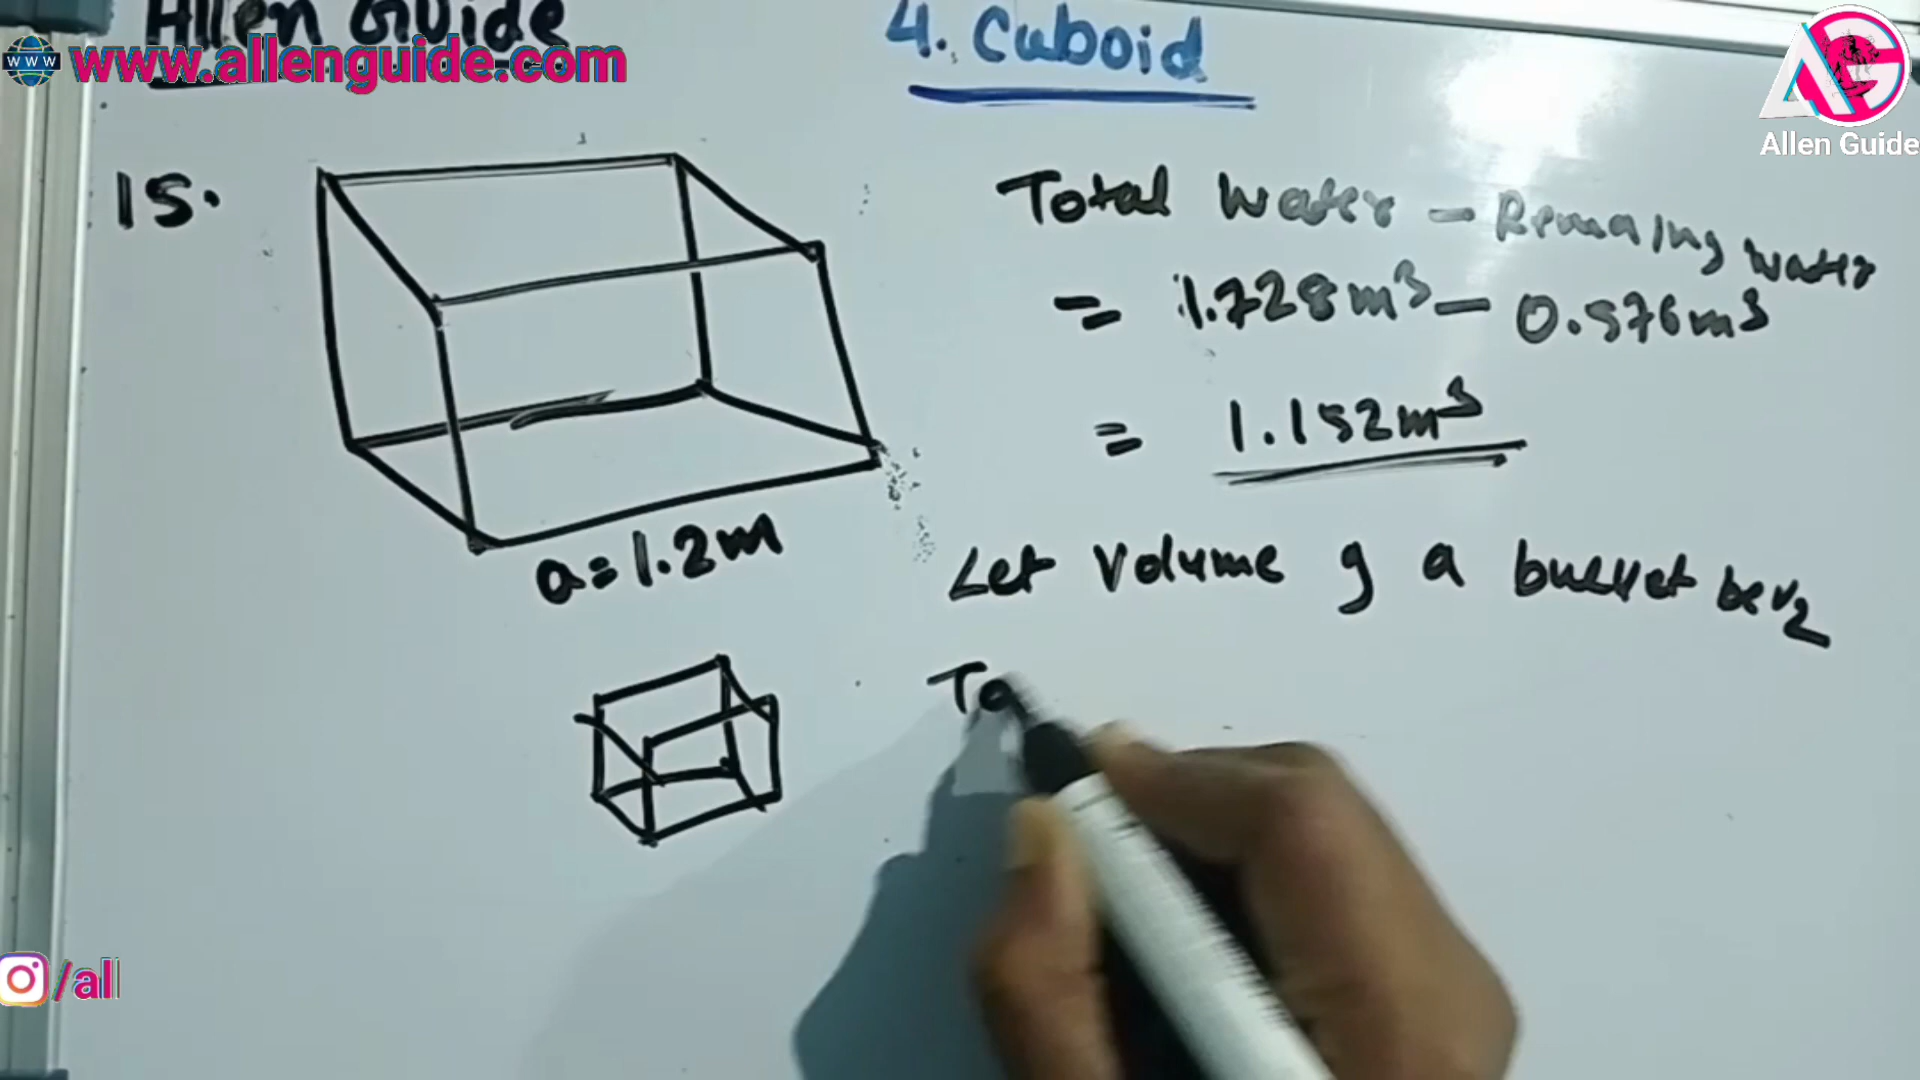 Allen Guide
www.allenguide.com
4. Cuboid
Allen Guide
15.
Total Water - Remaining Water
= 1.728m³ - 0.576m³
= 1.152m³
a = 1.2m
Let Volume of a bucket be V₂
To
/all